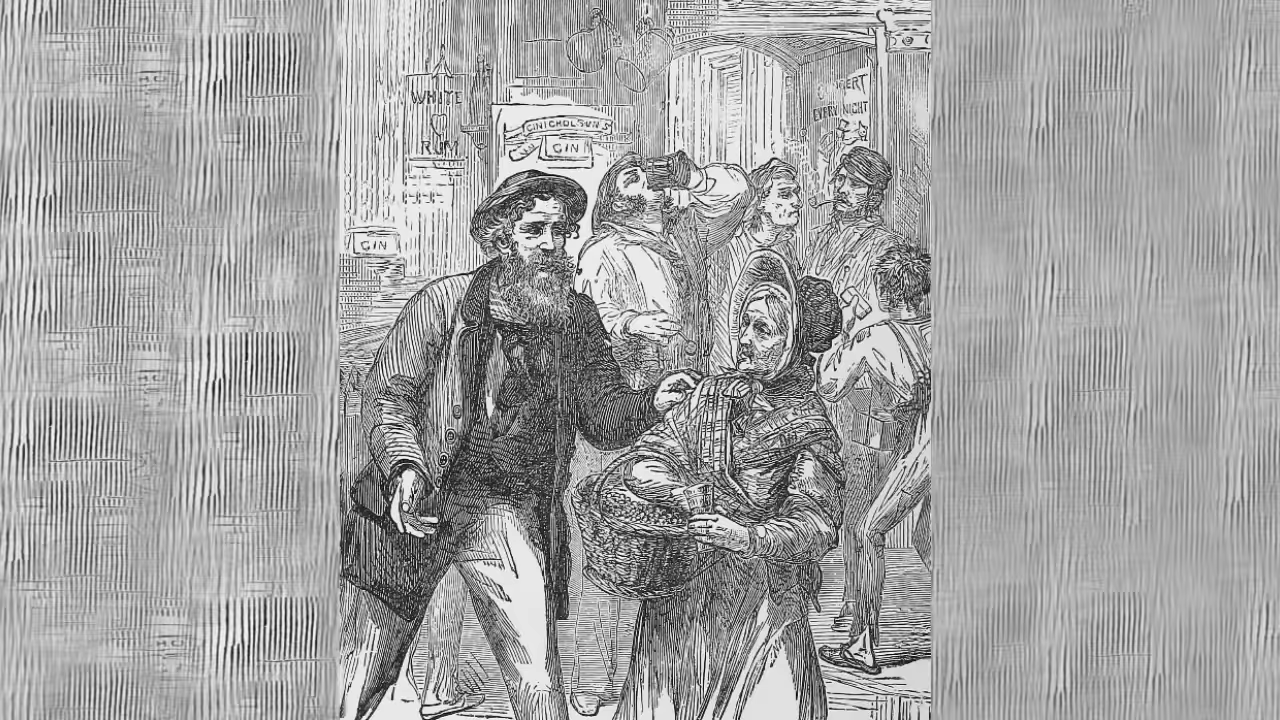 WHITE
RUM
NICHOLSON'S
GIN
GIN
CONCERT
EVERY NIGHT